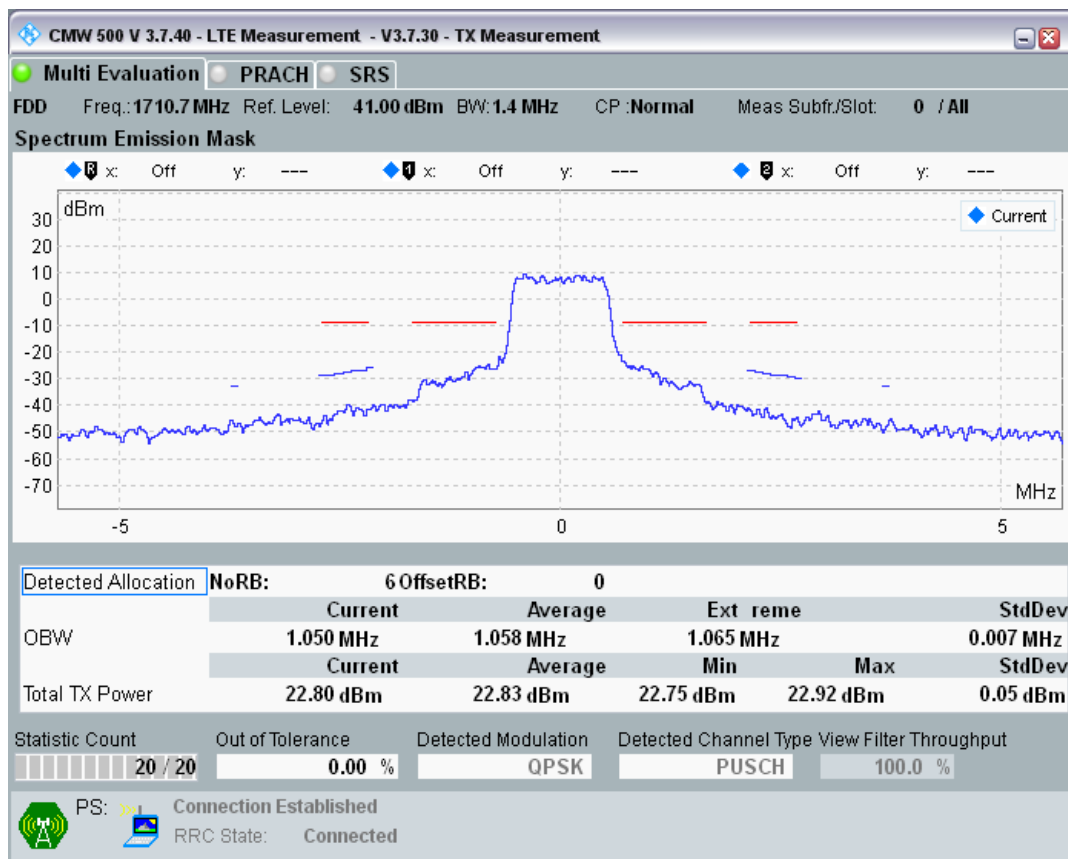 CMW 500 V 3.7.40 - LTE Measurement - V3.7.30 - TX Measurement
Multi Evaluation PRACH SRS
FDD Freq.: 1710.7 MHz Ref. Level: 41.00 dBm BW: 1.4 MHz CP :Normal Meas Subfr./Slot: 0 / All
Spectrum Emission Mask
R x: Off y: --- 1 x: Off y: --- 2 x: Off y: ---
dBm
Current
30
20
10
0
-10
-20
-30
-40
-50
-60
-70
MHz
-5 0 5
Detected Allocation NoRB: 6 OffsetRB: 0
Current Average Ext reme StdDev
OBW 1.050 MHz 1.058 MHz 1.065 MHz 0.007 MHz
Current Average Min Max StdDev
Total TX Power 22.80 dBm 22.83 dBm 22.75 dBm 22.92 dBm 0.05 dBm
Statistic Count Out of Tolerance Detected Modulation Detected Channel Type View Filter Throughput
20 / 20 0.00 % QPSK PUSCH 100.0 %
PS: Connection Established
RRC State: Connected